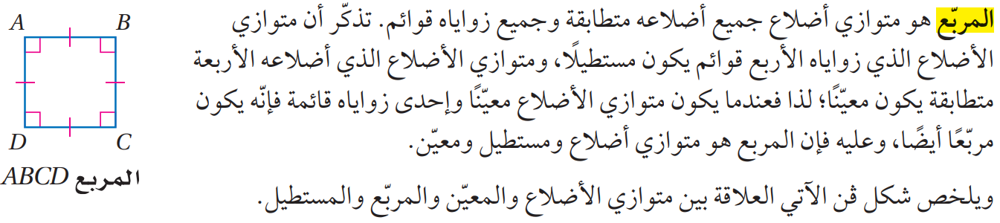 المربّع هو متوازي أضلاع جميع أضلاعه متطابقة وجميع زواياه قوائم. تذكّر أن متوازي
الأضلاع الذي زواياه الأربع قوائم يكون مستطيلًا، ومتوازي الأضلاع الذي أضلاعه الأربعة
متطابقة يكون معيّنًا؛ لذا فعندما يكون متوازي الأضلاع معيّنًا وإحدى زواياه قائمة فإنّه يكون
مربّعًا أيضًا، وعليه فإن المربع هو متوازي أضلاع ومستطيل ومعيّن.
ويلخص شكل ڤن الآتي العلاقة بين متوازي الأضلاع والمعيّن والمربّع والمستطيل.
A B
D C
المربع ABCD